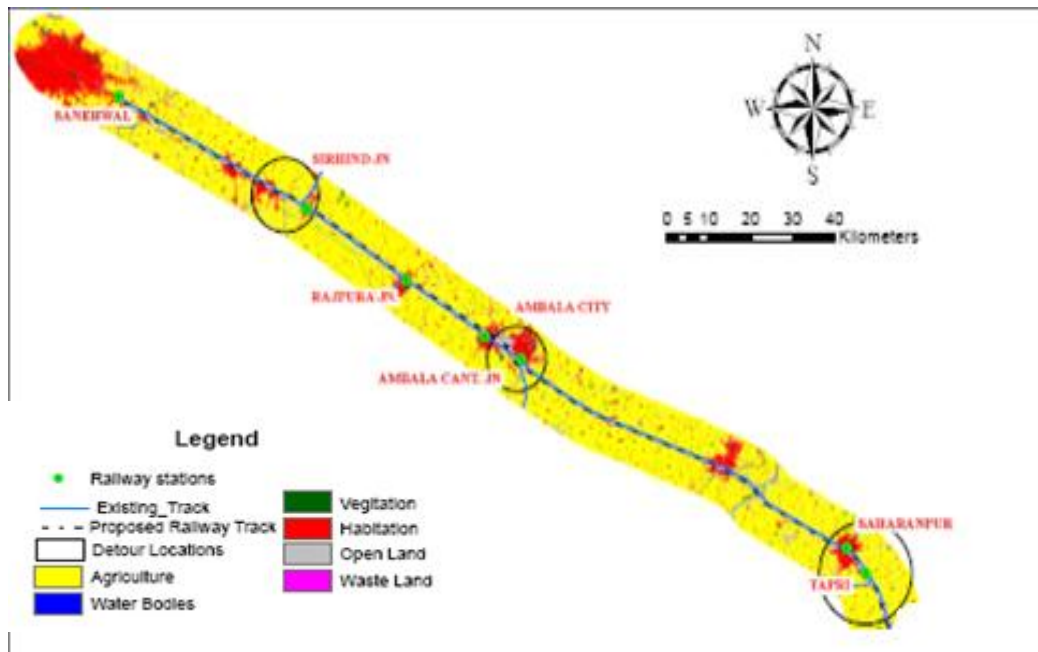 SANEHWAL
SIRHIND JN
RAJPURA JN.
AMBALA CITY
AMBALA CANT. JN
SAHARANPUR
TAPRI
N
W
E
S
0 5 10 20 30 40
Kilometers
Legend
Railway stations
Existing_Track
Proposed Railway Track
Detour Locations
Agriculture
Water Bodies
Vegitation
Habitation
Open Land
Waste Land